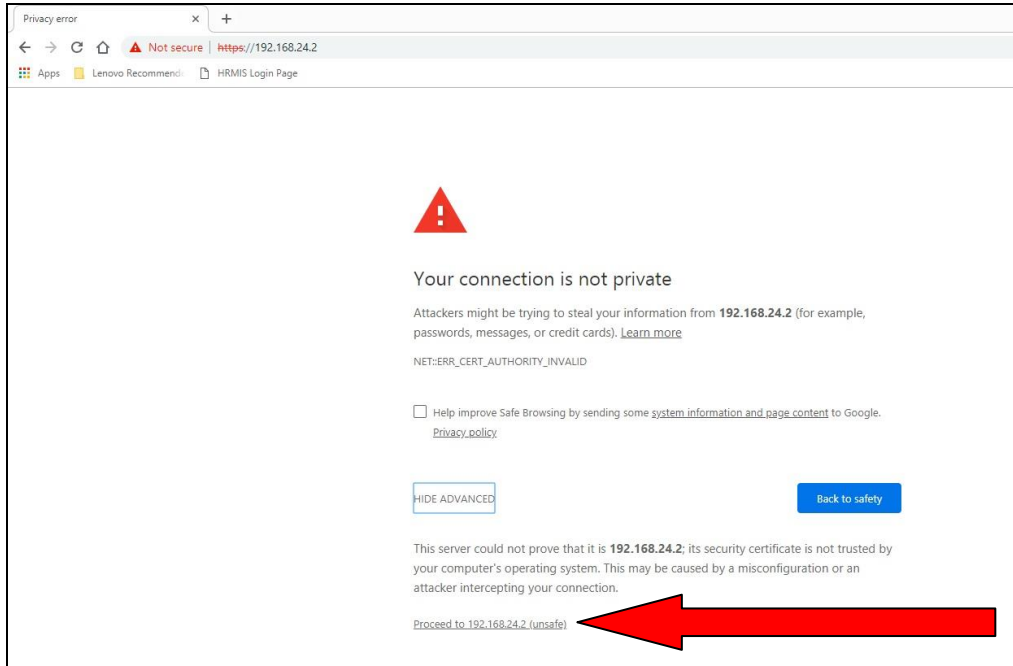 Privacy error
Not secure | https://192.168.24.2
Apps Lenovo Recommend HRMIS Login Page
Your connection is not private
Attackers might be trying to steal your information from 192.168.24.2 (for example,
passwords, messages, or credit cards). Learn more
NET::ERR_CERT_AUTHORITY_INVALID
Help improve Safe Browsing by sending some system information and page content to Google.
Privacy policy
HIDE ADVANCED Back to safety
This server could not prove that it is 192.168.24.2; its security certificate is not trusted by
your computer's operating system. This may be caused by a misconfiguration or an
attacker intercepting your connection.
Proceed to 192.168.24.2 (unsafe)